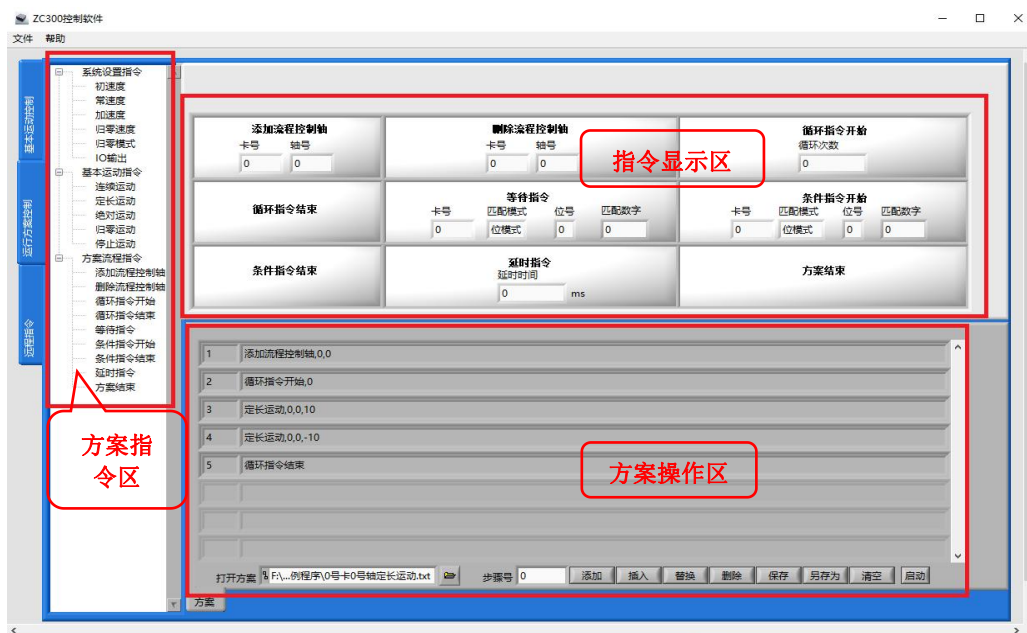 ZC300控制软件
文件 帮助
基本运动控制
运行方案控制
远程指令
系统设置指令
初速度
常速度
加速度
归零速度
归零模式
IO输出
基本运动指令
连续运动
定长运动
绝对运动
归零运动
停止运动
方案流程指令
添加流程控制轴
删除流程控制轴
循环指令开始
循环指令结束
等待指令
条件指令开始
条件指令结束
延时指令
方案结束
方案指
令区
添加流程控制轴
卡号 轴号
0 0
删除流程控制轴
卡号 轴号
0 0
循环指令开始
循环次数
0
指令显示区
循环指令结束
等待指令
卡号 匹配模式 位号 匹配数字
0 位模式 0 0
条件指令开始
卡号 匹配模式 位号 匹配数字
0 位模式 0 0
条件指令结束
延时指令
延时时间
0 ms
方案结束
1 添加流程控制轴,0,0
2 循环指令开始,0
3 定长运动,0,0,10
4 定长运动,0,0,-10
5 循环指令结束
方案操作区
打开方案 F:\...例程序\0号卡0号轴定长运动.txt 步骤号 0 添加 插入 替换 删除 保存 另存为 清空 启动
方案